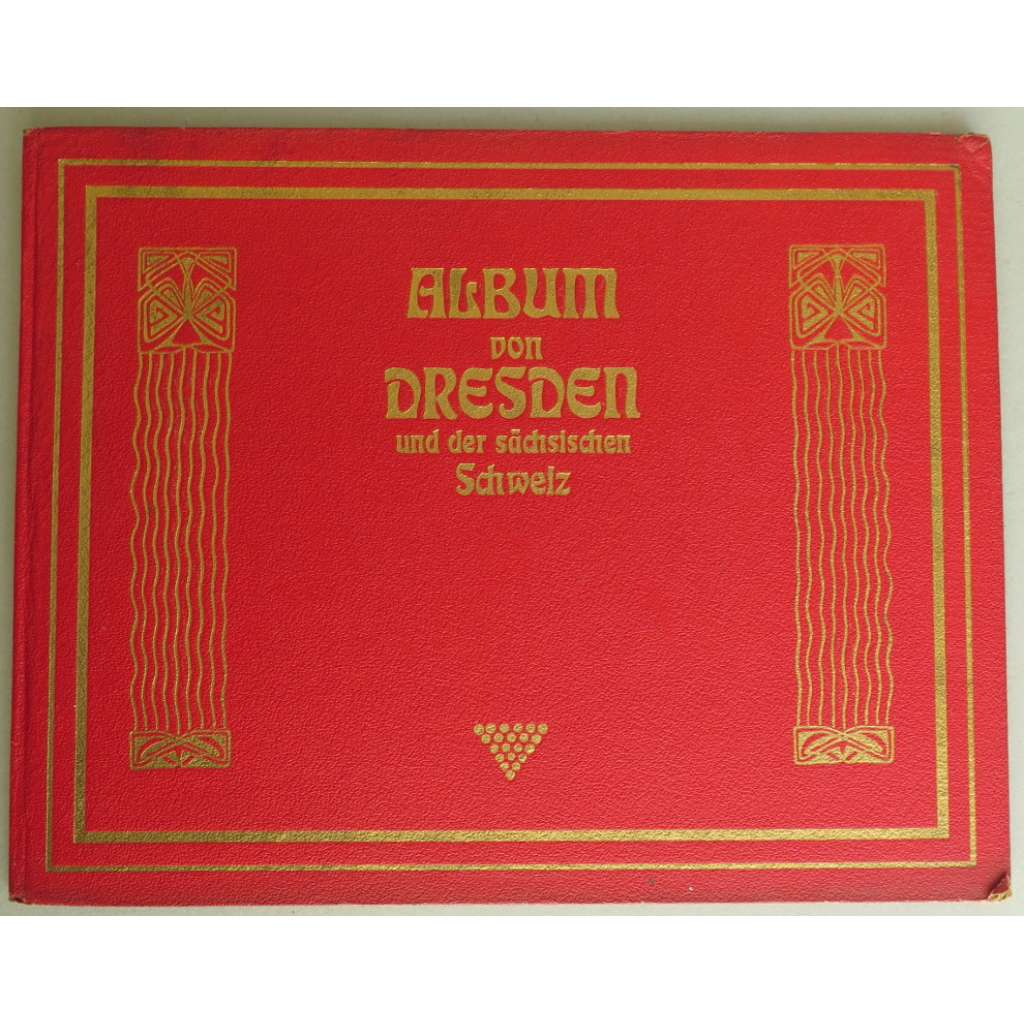 ALBUM
von
DRESDEN
und der sächsischen
Schweiz